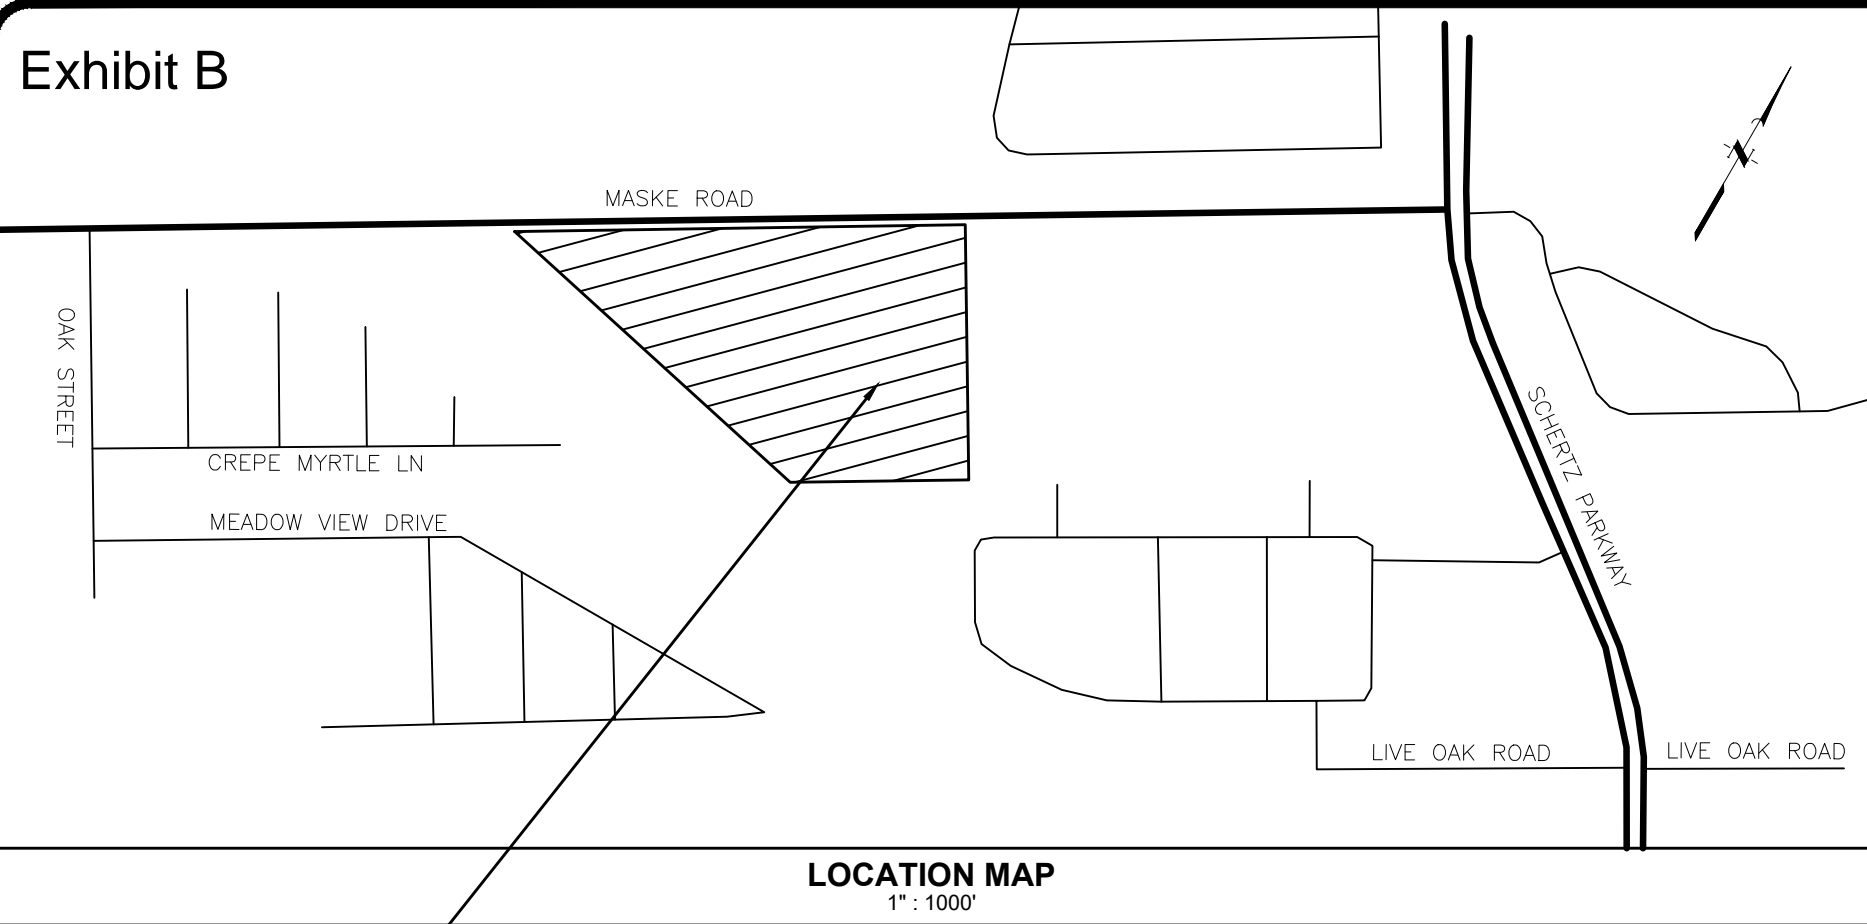 Exhibit B
MASKE ROAD
N
OAK STREET
SCHERTZ PARKWAY
CREPE MYRTLE LN
MEADOW VIEW DRIVE
LIVE OAK ROAD
LIVE OAK ROAD
LOCATION MAP
1" : 1000'